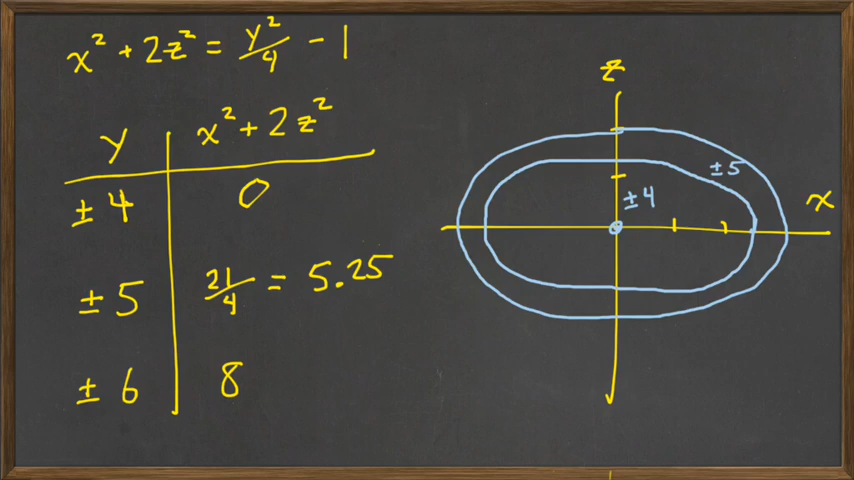 x² + 2z² = y²/4 - 1
y x² + 2z²
± 4 0
± 5 21/4 = 5.25
± 6 8
z
± 5
± 4
x